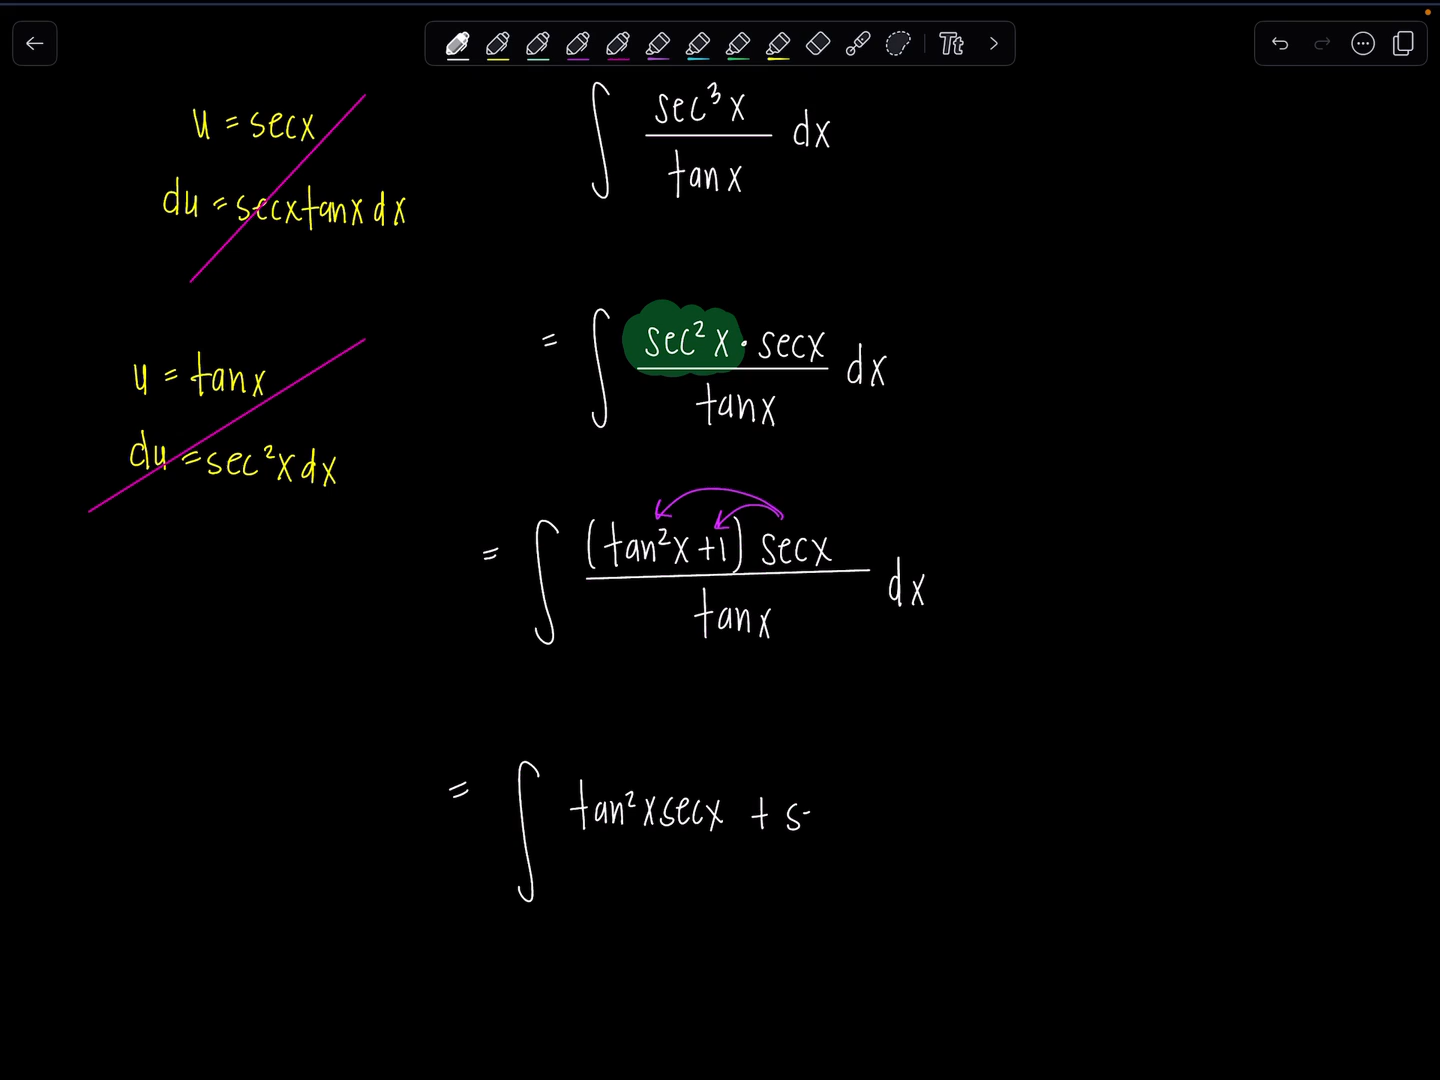 Tt
u = secx
du = secxtanx dx
∫ sec³x / tanx dx
= ∫ sec²x · secx / tanx dx
u = tanx
du = sec²x dx
= ∫ (tan²x + 1) secx / tanx dx
= ∫ tan²xsecx + s